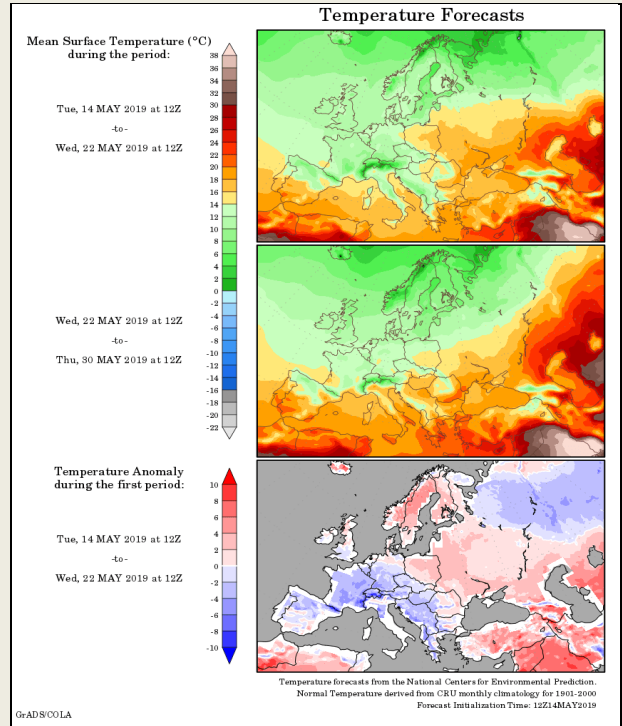 Temperature Forecasts
Mean Surface Temperature (°C)
during the period:
Tue, 14 MAY 2019 at 12Z
-to-
Wed, 22 MAY 2019 at 12Z
38
36
34
32
30
28
26
24
22
20
18
16
14
12
10
8
6
4
2
0
-2
-4
-6
-8
-10
-12
-14
-16
-18
-20
-22
Wed, 22 MAY 2019 at 12Z
-to-
Thu, 30 MAY 2019 at 12Z
Temperature Anomaly
during the first period:
Tue, 14 MAY 2019 at 12Z
-to-
Wed, 22 MAY 2019 at 12Z
10
8
6
4
2
0
-2
-4
-6
-8
-10
Temperature forecasts from the National Centers for Environmental Prediction.
Normal Temperature derived from CRU monthly climatology for 1901-2000
Forecast Initialization Time: 12Z14MAY2019
GrADS/COLA